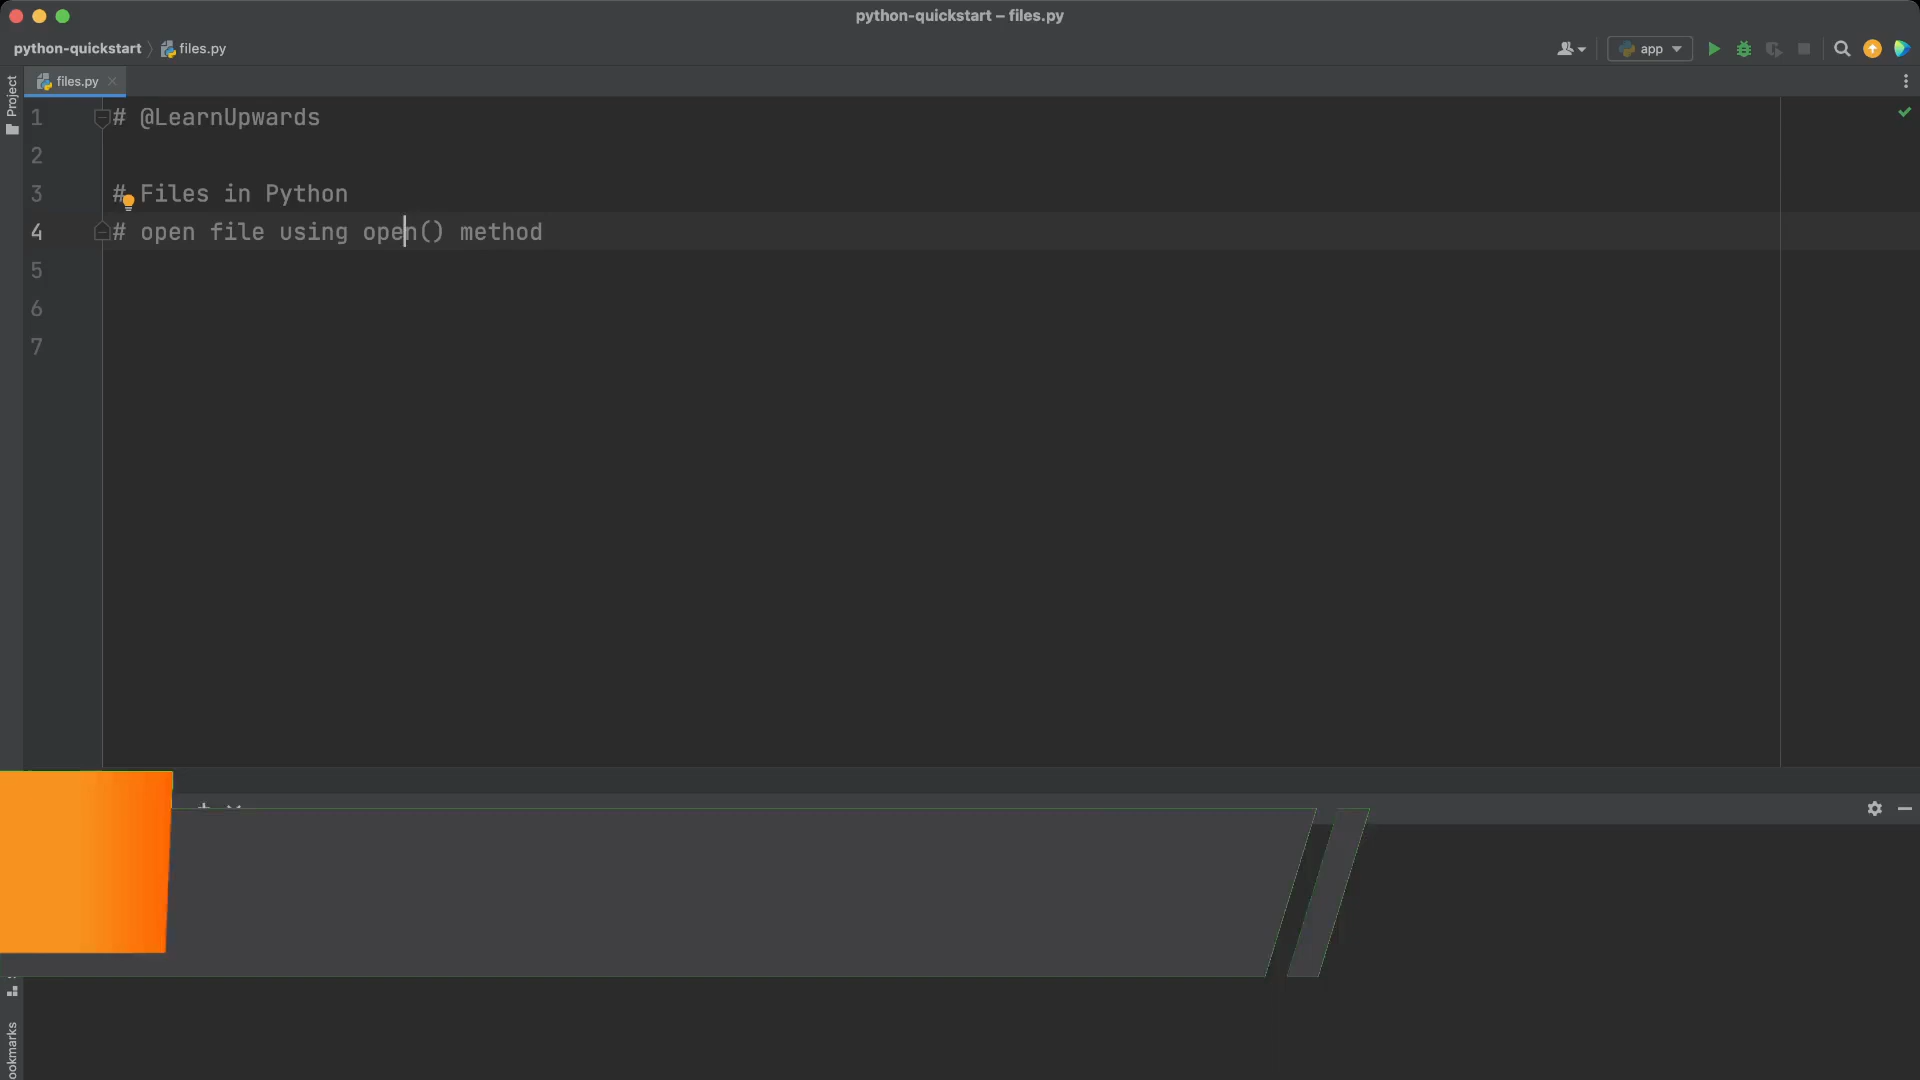 python-quickstart – files.py
python-quickstart
files.py
app
Project
files.py
1 # @LearnUpwards
2
3 # Files in Python
4 # open file using open() method
5
6
7
ookmarks